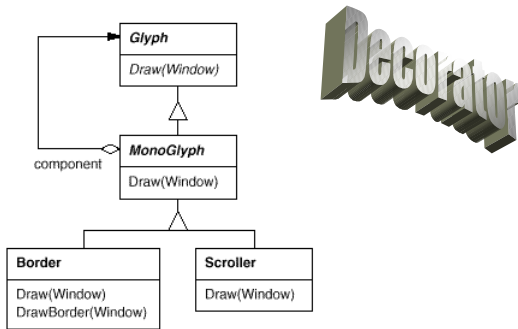 Glyph
Draw(Window)
Decorator
component
MonoGlyph
Draw(Window)
Border
Draw(Window)
DrawBorder(Window)
Scroller
Draw(Window)